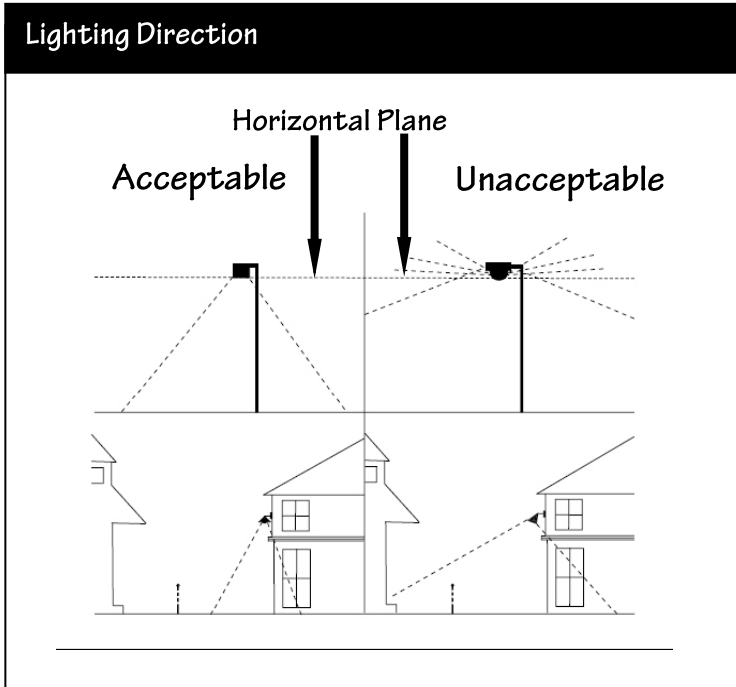 Lighting Direction
Horizontal Plane
Acceptable
Unacceptable